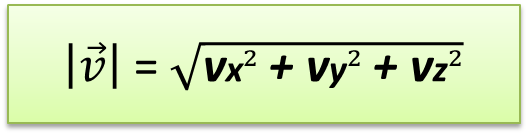 |v⃗| = √vx² + vy² + vz²